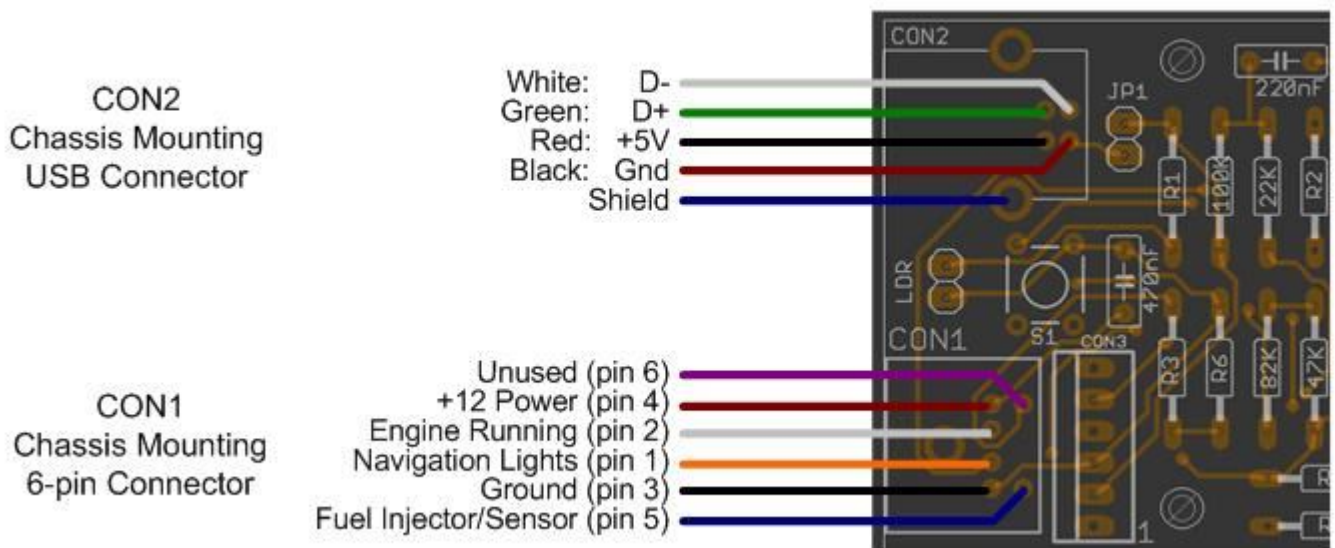 CON2
Chassis Mounting
USB Connector
White: D-
Green: D+
Red: +5V
Black: Gnd
Shield
CON1
Chassis Mounting
6-pin Connector
Unused (pin 6)
+12 Power (pin 4)
Engine Running (pin 2)
Navigation Lights (pin 1)
Ground (pin 3)
Fuel Injector/Sensor (pin 5)
CON2
JP1
220nF
R1
100K
22K
R2
LDR
S1
470nF
CON1
CON3
R3
R6
82K
47K
1
R
R